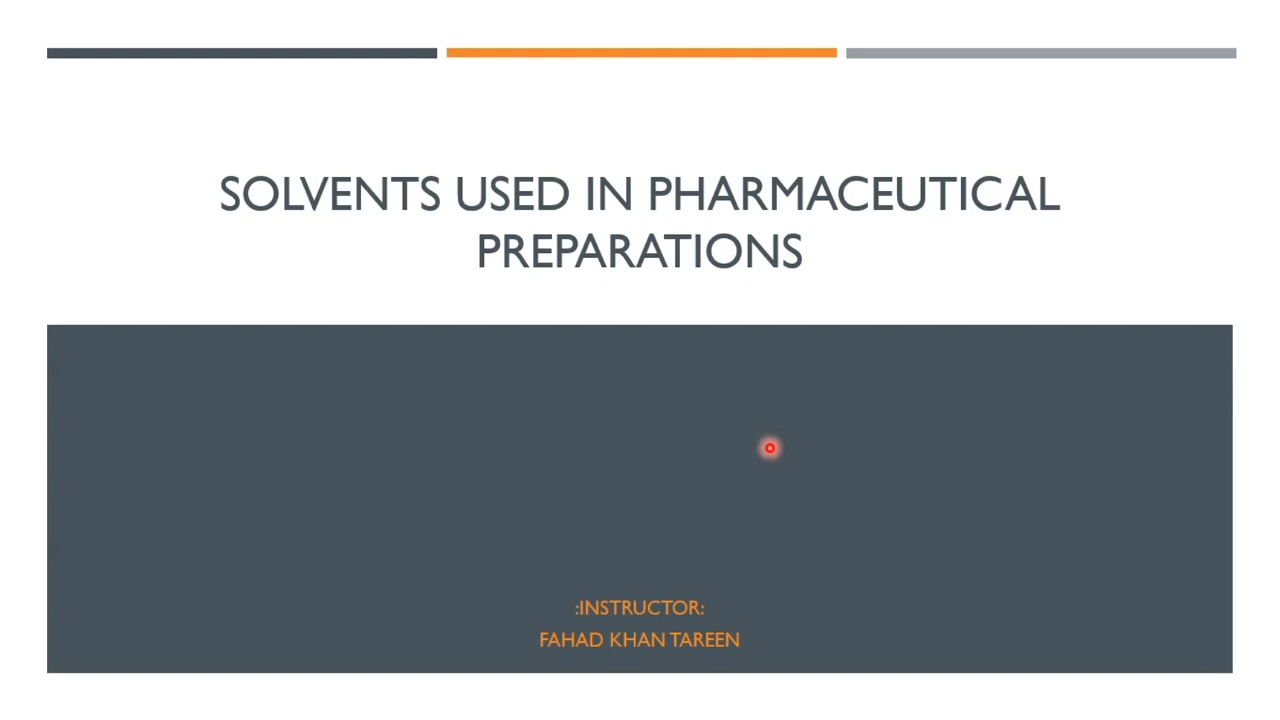 SOLVENTS USED IN PHARMACEUTICAL
PREPARATIONS
:INSTRUCTOR:
FAHAD KHAN TAREEN